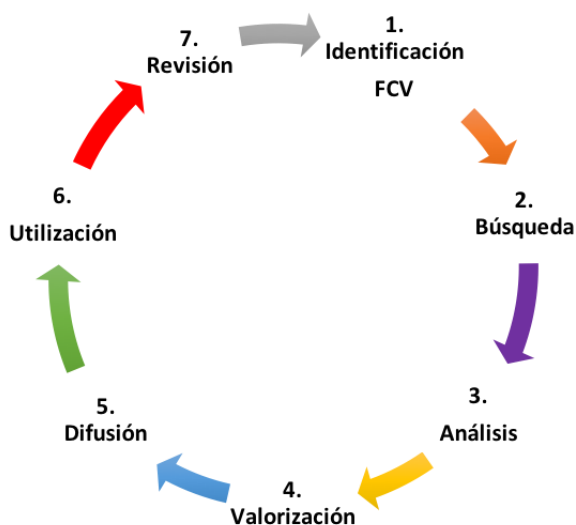 1.
Identificación
FCV
2.
Búsqueda
3.
Análisis
4.
Valorización
5.
Difusión
6.
Utilización
7.
Revisión